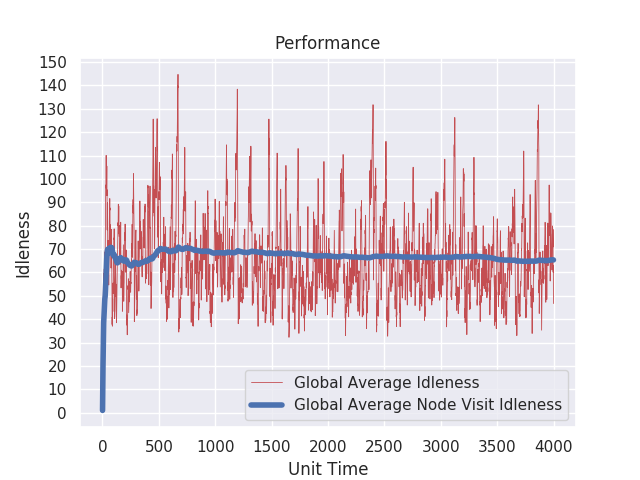 Performance
150
140
130
120
110
100
90
80
70
60
50
40
30
20
10
0
Idleness
Global Average Idleness
Global Average Node Visit Idleness
0 500 1000 1500 2000 2500 3000 3500 4000
Unit Time